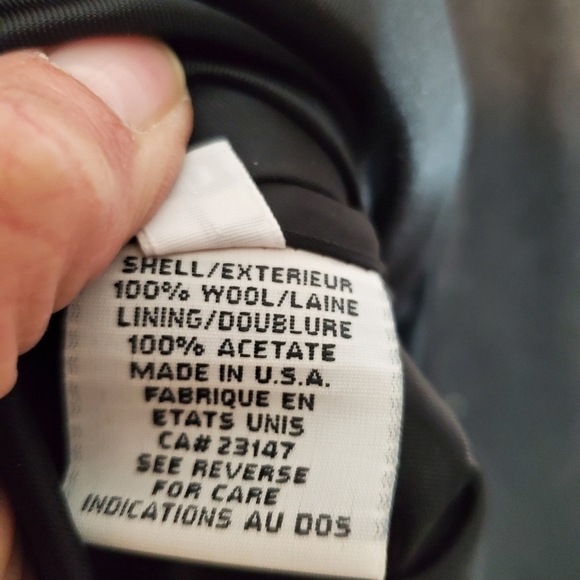 SHELL/EXTERIEUR
100% WOOL/LAINE
LINING/DOUBLURE
100% ACETATE
MADE IN U.S.A.
FABRIQUE EN
ETATS UNIS
CA# 23147
SEE REVERSE
FOR CARE
INDICATIONS AU DOS